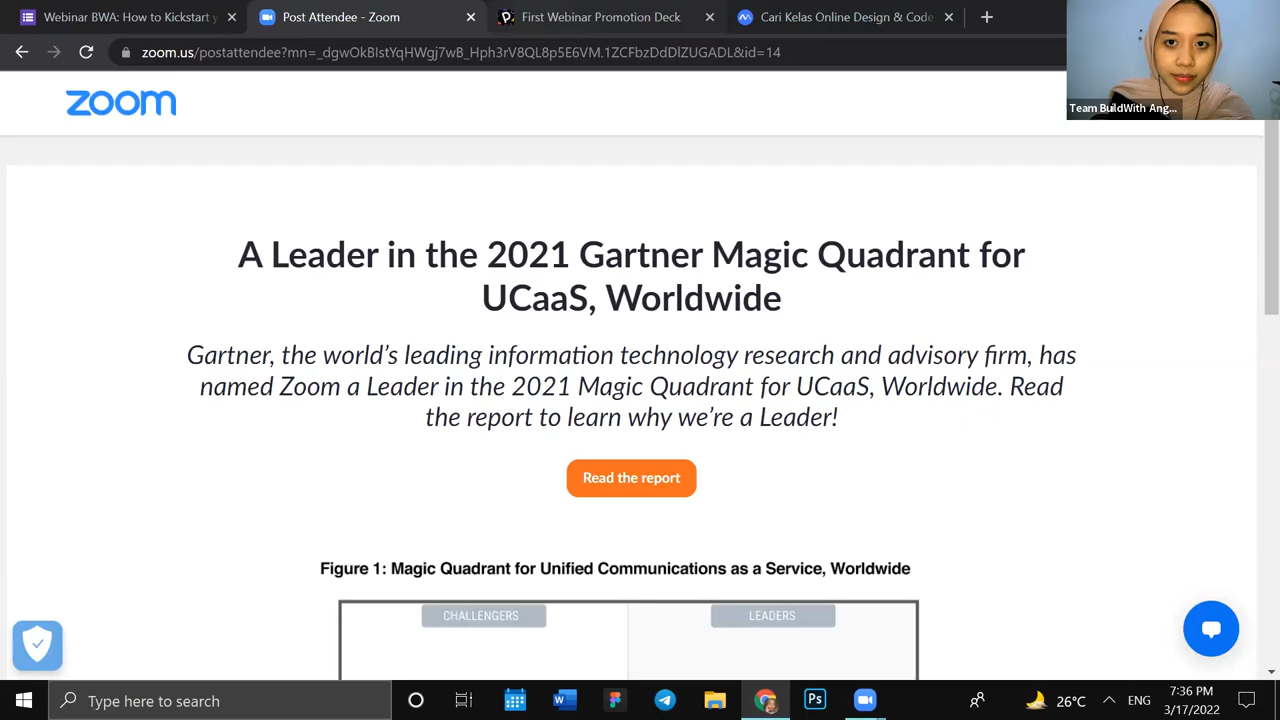 Webinar BWA: How to Kickstart y
Post Attendee - Zoom
First Webinar Promotion Deck
Cari Kelas Online Design & Code
zoom.us/postattendee?mn=_dgwOkBIstYqHWgj7wB_Hph3rV8QL8p5E6VM.1ZCFbzDdDIZUGADL&id=14
Team BuildWith Ang...
zoom
A Leader in the 2021 Gartner Magic Quadrant for
UCaaS, Worldwide
Gartner, the world's leading information technology research and advisory firm, has
named Zoom a Leader in the 2021 Magic Quadrant for UCaaS, Worldwide. Read
the report to learn why we're a Leader!
Read the report
Figure 1: Magic Quadrant for Unified Communications as a Service, Worldwide
CHALLENGERS
LEADERS
Type here to search
W
Ps
26°C
ENG
7:36 PM
3/17/2022